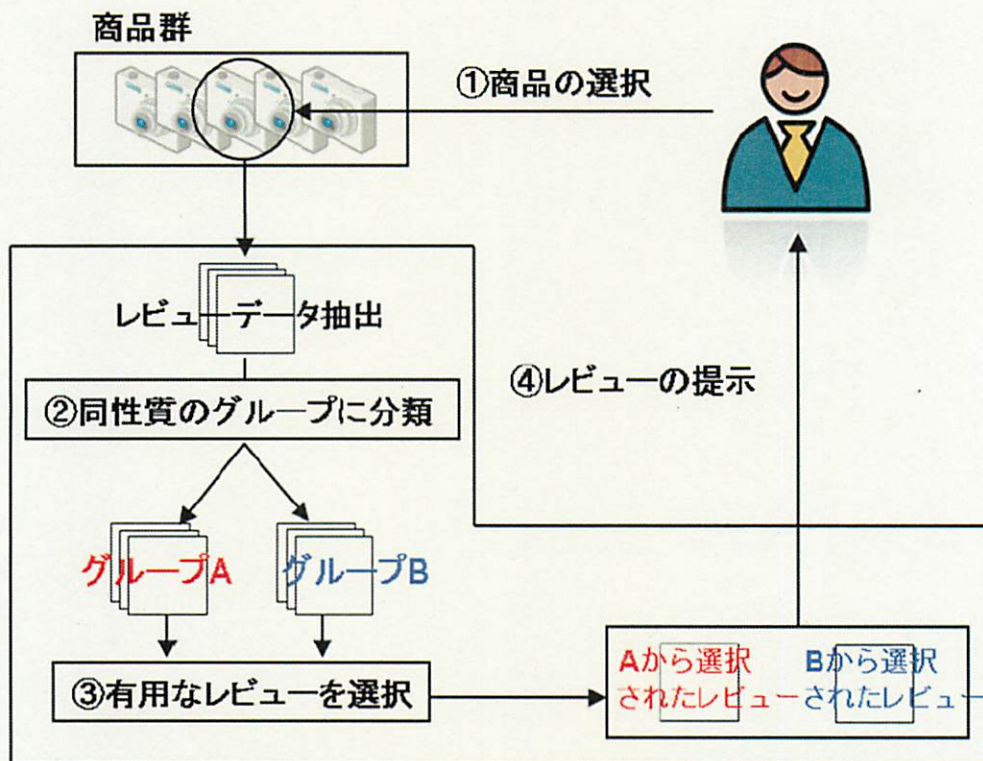 商品群
①商品の選択
レビューデータ抽出
②同性質のグループに分類
④レビューの提示
グループA
グループB
③有用なレビューを選択
Aから選択
されたレビュー
Bから選択
されたレビュー